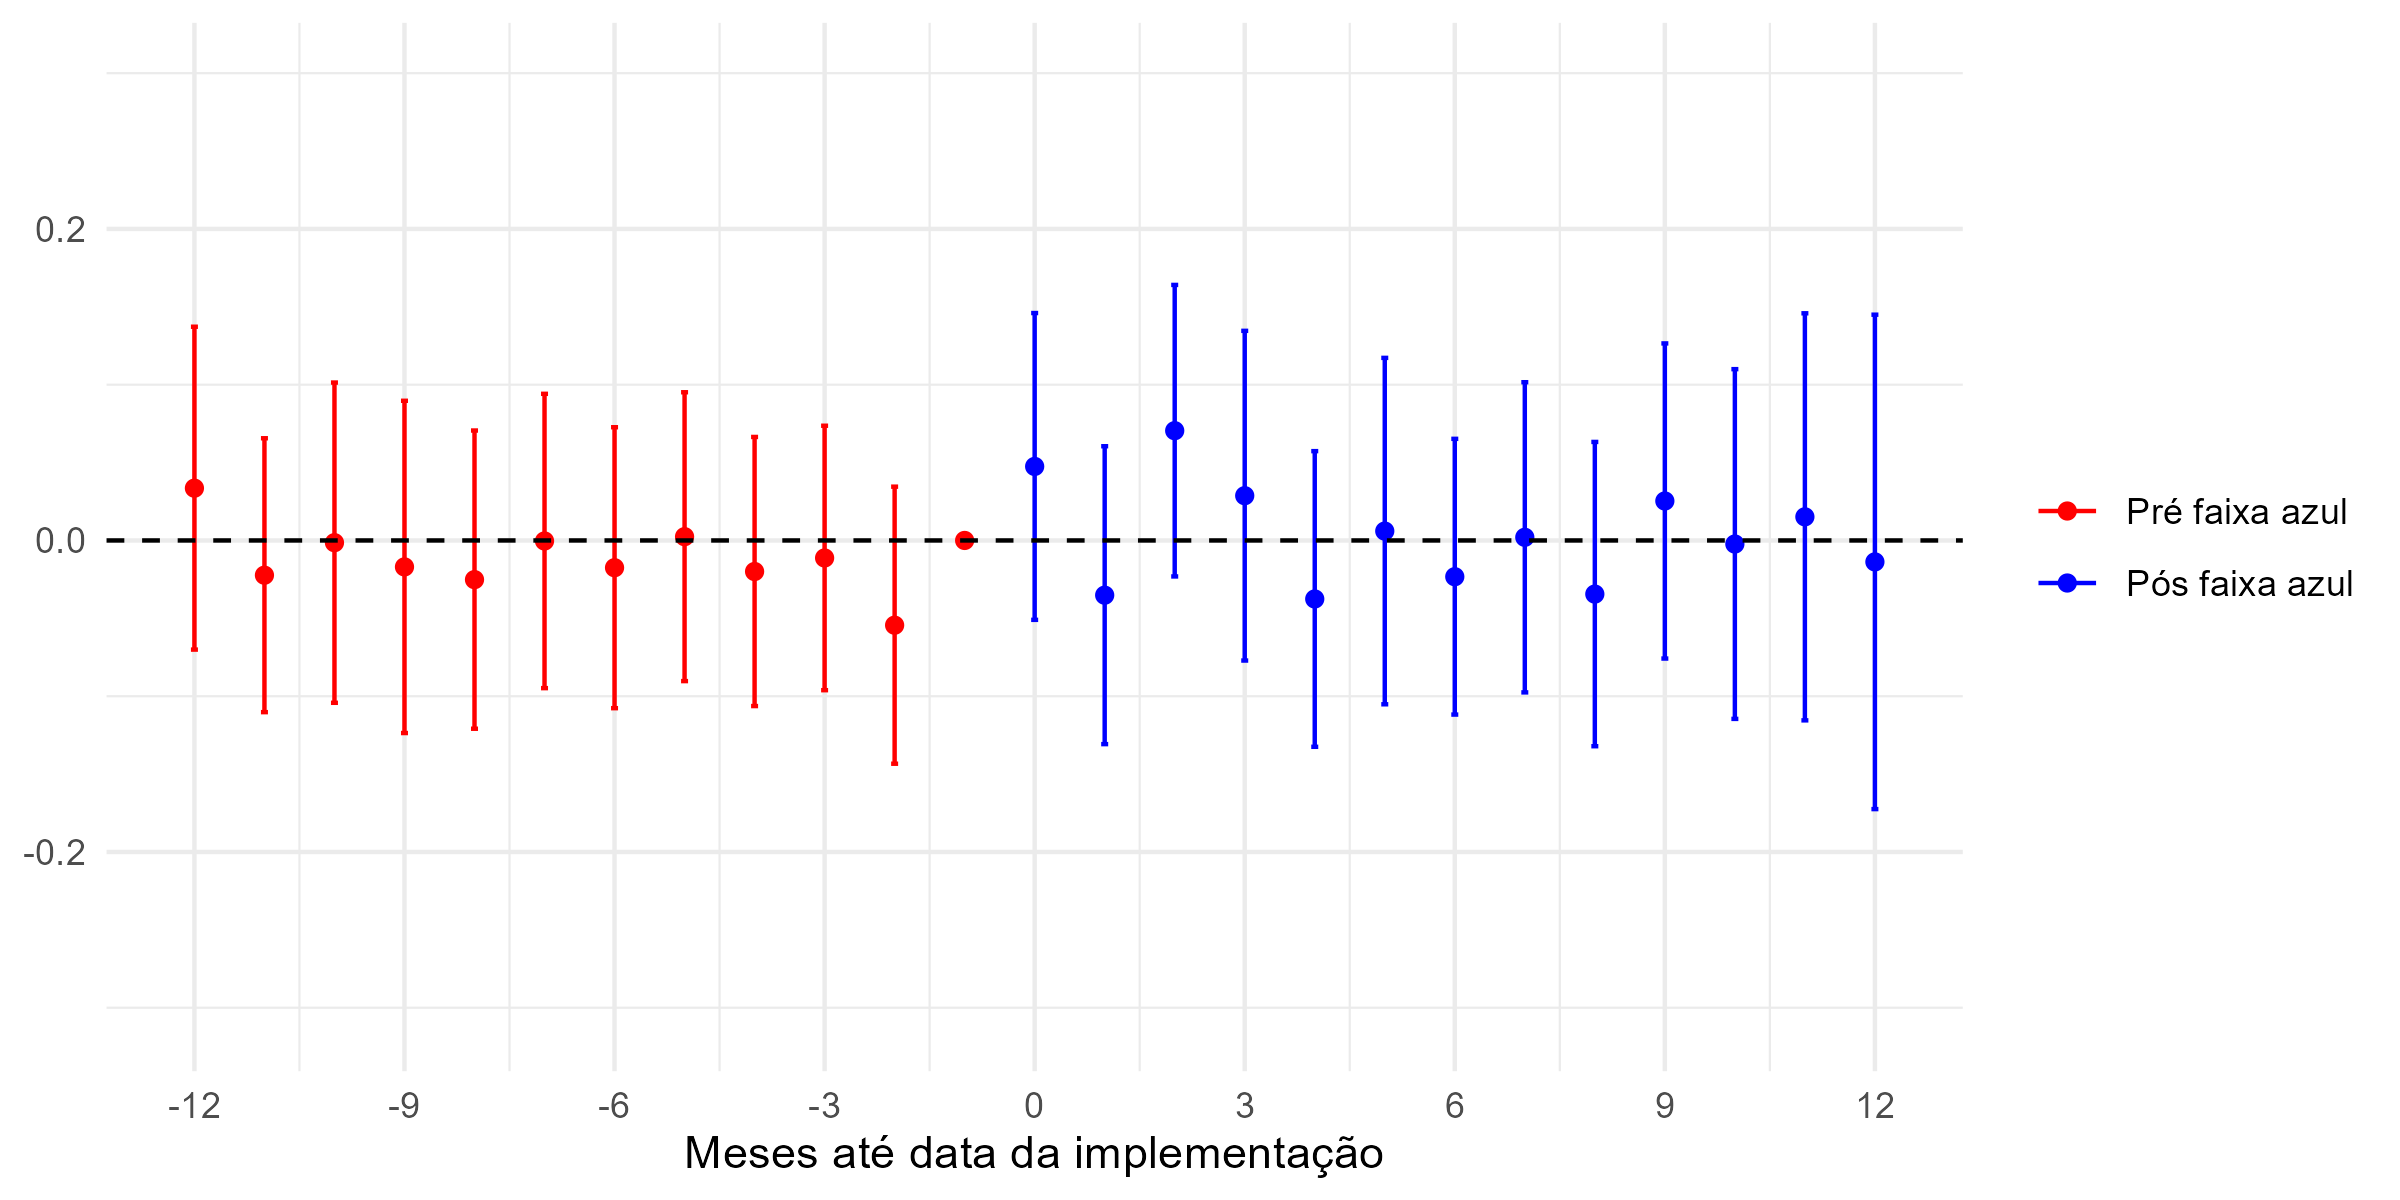 0.2
0.0
-0.2
-12 -9 -6 -3 0 3 6 9 12
Meses até data da implementação
Pré faixa azul
Pós faixa azul